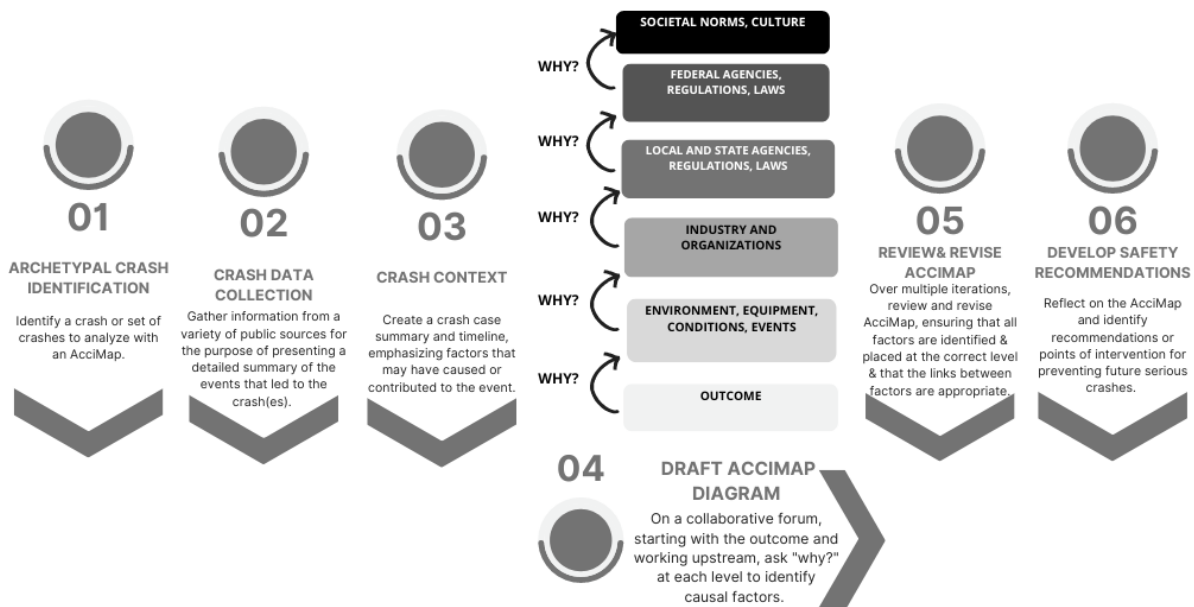 01
ARCHETYPAL CRASH
IDENTIFICATION
Identify a crash or set of
crashes to analyze with
an AcciMap.
02
CRASH DATA
COLLECTION
Gather information from a
variety of public sources for
the purpose of presenting a
detailed summary of the
events that led to the
crash(es).
03
CRASH CONTEXT
Create a crash case
summary and timeline,
emphasizing factors that
may have caused or
contributed to the event.
SOCIETAL NORMS, CULTURE
WHY?
FEDERAL AGENCIES,
REGULATIONS, LAWS
WHY?
LOCAL AND STATE AGENCIES,
REGULATIONS, LAWS
WHY?
INDUSTRY AND
ORGANIZATIONS
WHY?
ENVIRONMENT, EQUIPMENT,
CONDITIONS, EVENTS
WHY?
OUTCOME
04
DRAFT ACCIMAP
DIAGRAM
On a collaborative forum,
starting with the outcome and
working upstream, ask "why?"
at each level to identify
causal factors.
05
REVIEW& REVISE
ACCIMAP
Over multiple iterations,
review and revise
AcciMap, ensuring that all
factors are identified &
placed at the correct level
& that the links between
factors are appropriate.
06
DEVELOP SAFETY
RECOMMENDATIONS
Reflect on the AcciMap
and identify
recommendations or
points of intervention for
preventing future serious
crashes.